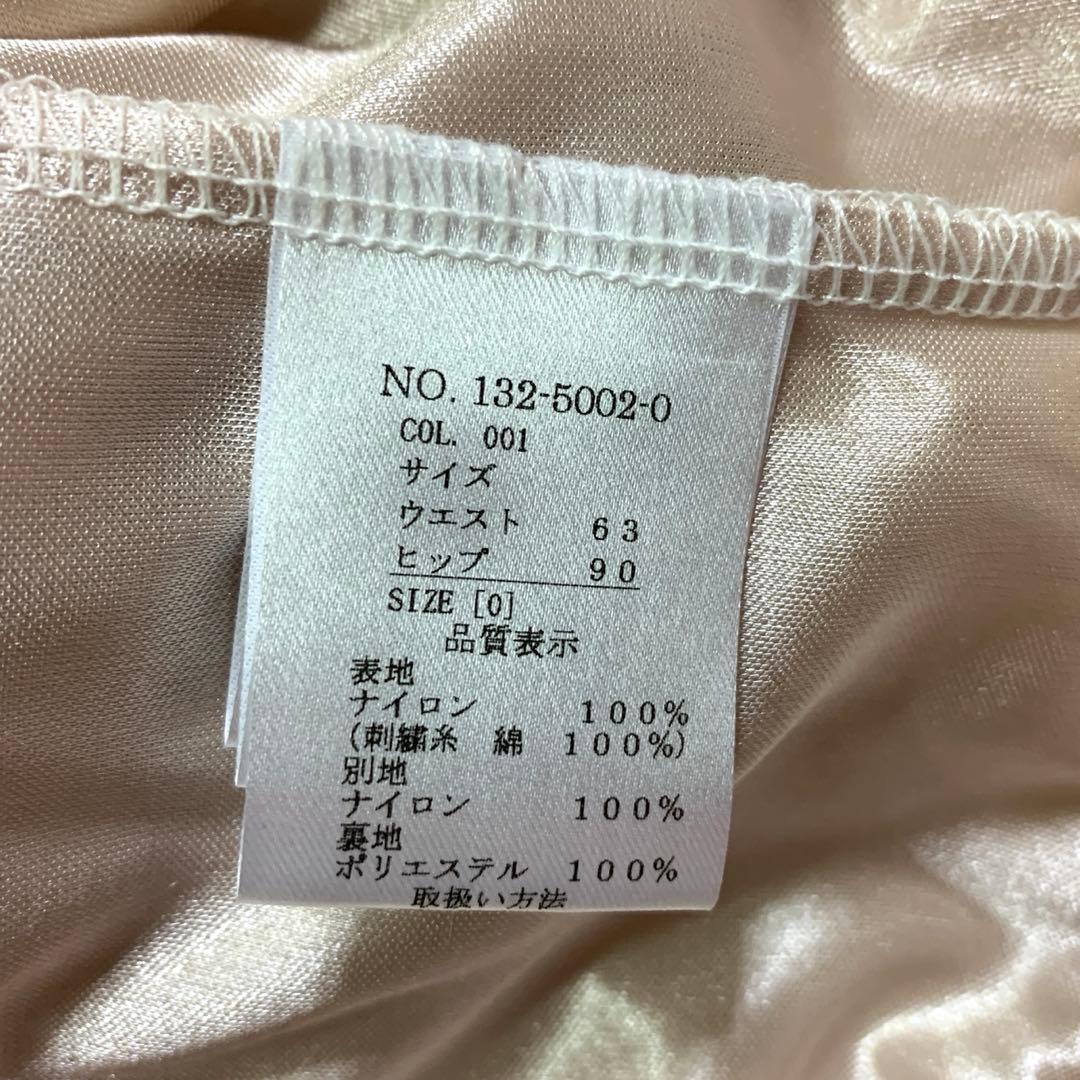 NO. 132-5002-0
COL. 001
サイズ
ウエスト 63
ヒップ 90
SIZE [0]
品質表示
表地
ナイロン 100%
(刺繍糸 綿 100%)
別地
ナイロン 100%
裏地
ポリエステル 100%
取扱い方法